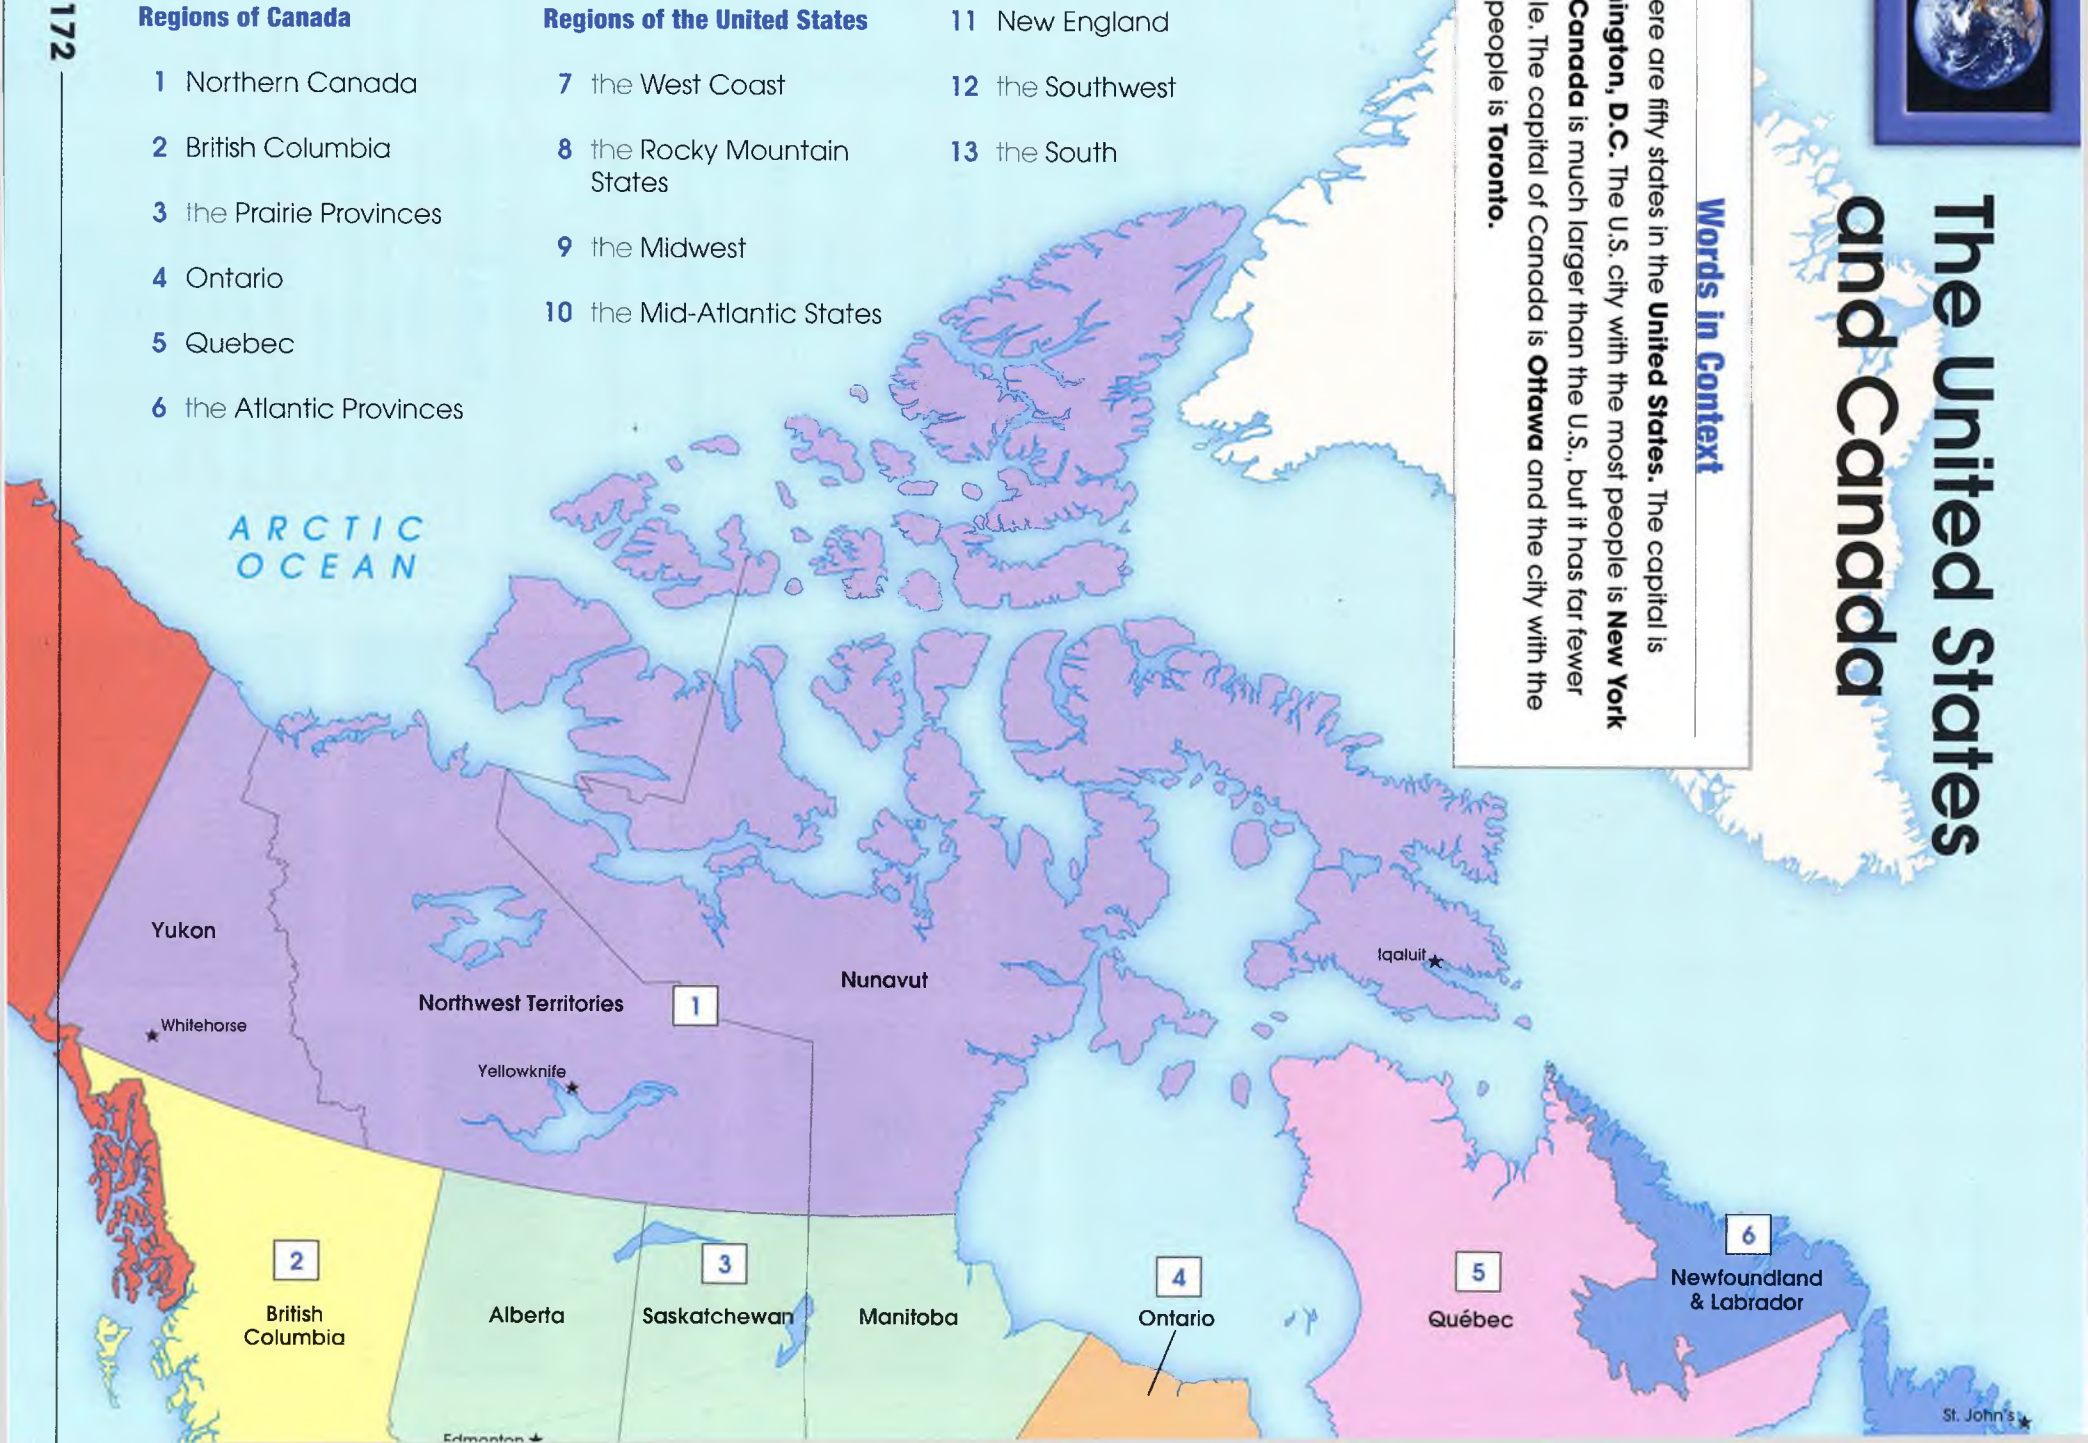 The United States
and Canada
Words in Context
ere are fifty states in the United States. The capital is
ington, D.C. The U.S. city with the most people is New York
Canada is much larger than the U.S., but it has far fewer
le. The capital of Canada is Ottawa and the city with the
people is Toronto.
172
Regions of Canada
1 Northern Canada
2 British Columbia
3 the Prairie Provinces
4 Ontario
5 Quebec
6 the Atlantic Provinces
Regions of the United States
7 the West Coast
8 the Rocky Mountain
States
9 the Midwest
10 the Mid-Atlantic States
11 New England
12 the Southwest
13 the South
ARCTIC
OCEAN
Yukon
Whitehorse
Northwest Territories
Yellowknife
1
Nunavut
Iqaluit
2
British
Columbia
Alberta
3
Saskatchewan
Manitoba
4
Ontario
5
Québec
6
Newfoundland
& Labrador
St. John's
Edmonton